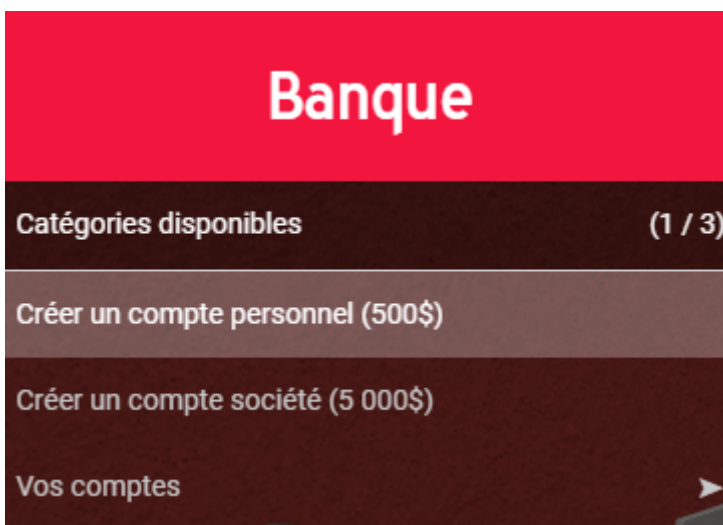 Banque
Catégories disponibles (1 / 3)
Créer un compte personnel (500$)
Créer un compte société (5 000$)
Vos comptes